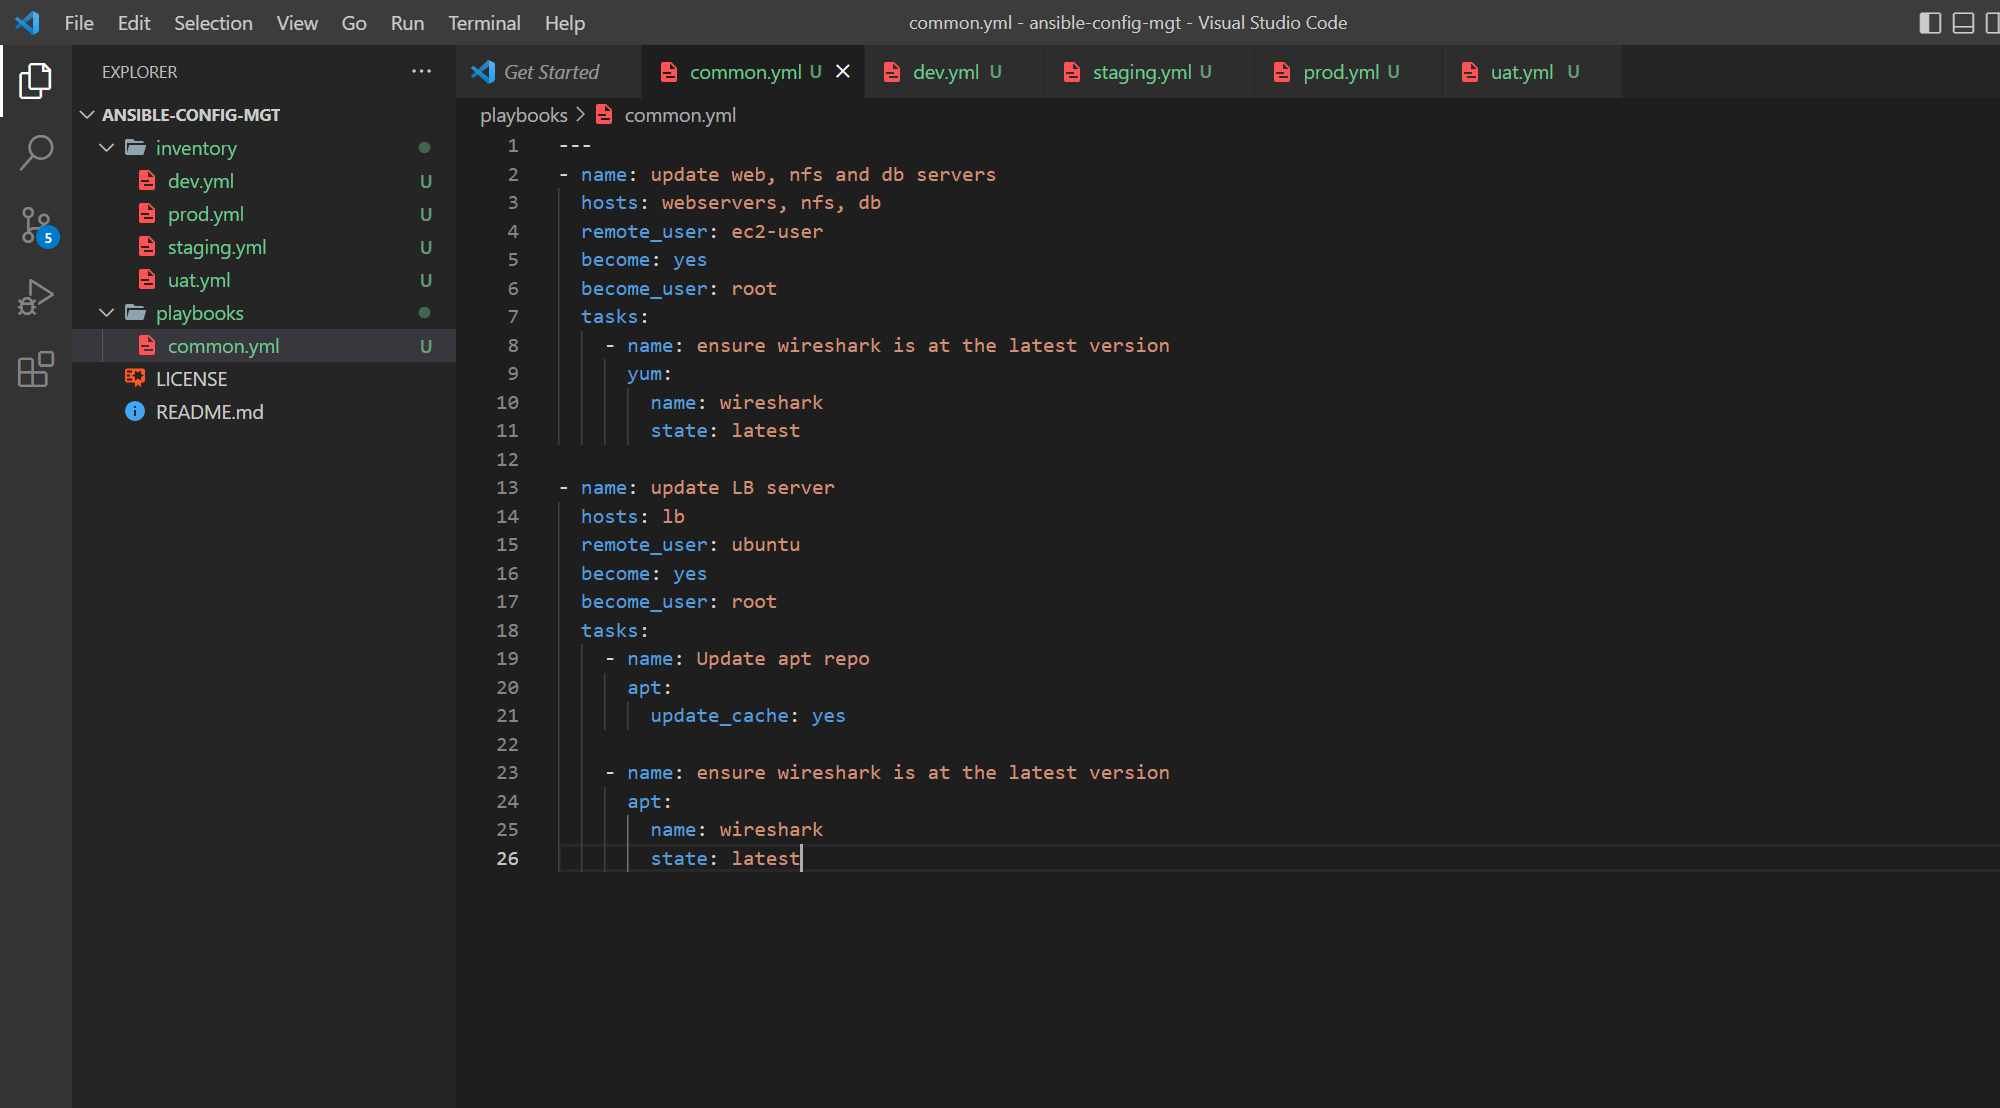 File Edit Selection View Go Run Terminal Help common.yml - ansible-config-mgt - Visual Studio Code
EXPLORER ···
Get Started common.yml U dev.yml U staging.yml U prod.yml U uat.yml U
ANSIBLE-CONFIG-MGT
inventory
dev.yml U
prod.yml U
staging.yml U
5
uat.yml U
playbooks
common.yml U
LICENSE
README.md
playbooks > common.yml
1 ---
2 - name: update web, nfs and db servers
3 hosts: webservers, nfs, db
4 remote_user: ec2-user
5 become: yes
6 become_user: root
7 tasks:
8 - name: ensure wireshark is at the latest version
9 yum:
10 name: wireshark
11 state: latest
12
13 - name: update LB server
14 hosts: lb
15 remote_user: ubuntu
16 become: yes
17 become_user: root
18 tasks:
19 - name: Update apt repo
20 apt:
21 update_cache: yes
22
23 - name: ensure wireshark is at the latest version
24 apt:
25 name: wireshark
26 state: latest